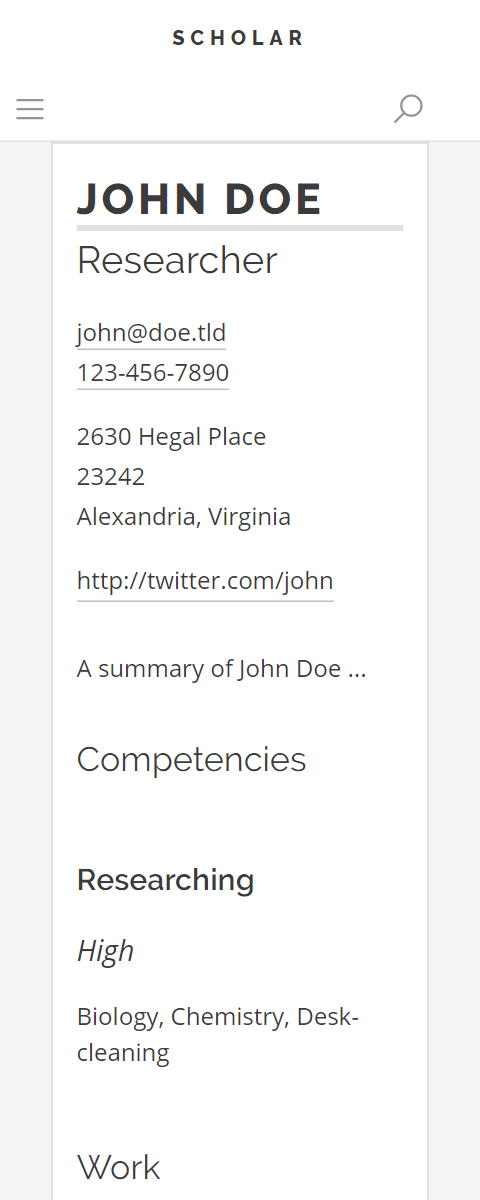 SCHOLAR
JOHN DOE
Researcher
john@doe.tld
123-456-7890
2630 Hegal Place
23242
Alexandria, Virginia
http://twitter.com/john
A summary of John Doe ...
Competencies
Researching
High
Biology, Chemistry, Desk-
cleaning
Work